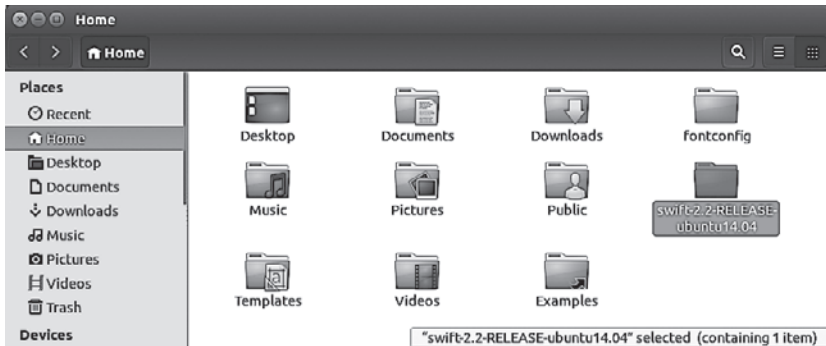 Home
Home
Places
Recent
Home
Desktop
Documents
Downloads
Music
Pictures
Videos
Trash
Devices
Desktop
Documents
Downloads
fontconfig
Music
Pictures
Public
swift-2.2-RELEASE-
ubuntu14.04
Templates
Videos
Examples
"swift-2.2-RELEASE-ubuntu14.04" selected (containing 1 item)